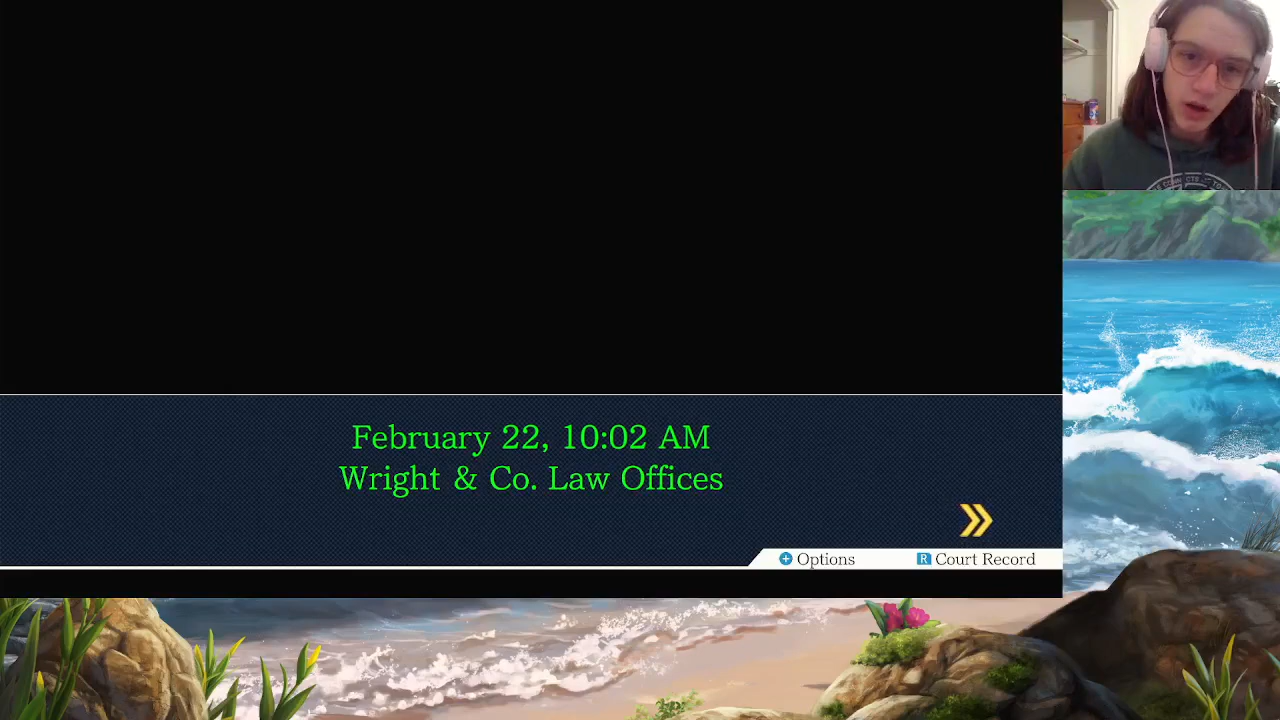 February 22, 10:02 AM
Wright & Co. Law Offices
+ Options
R Court Record